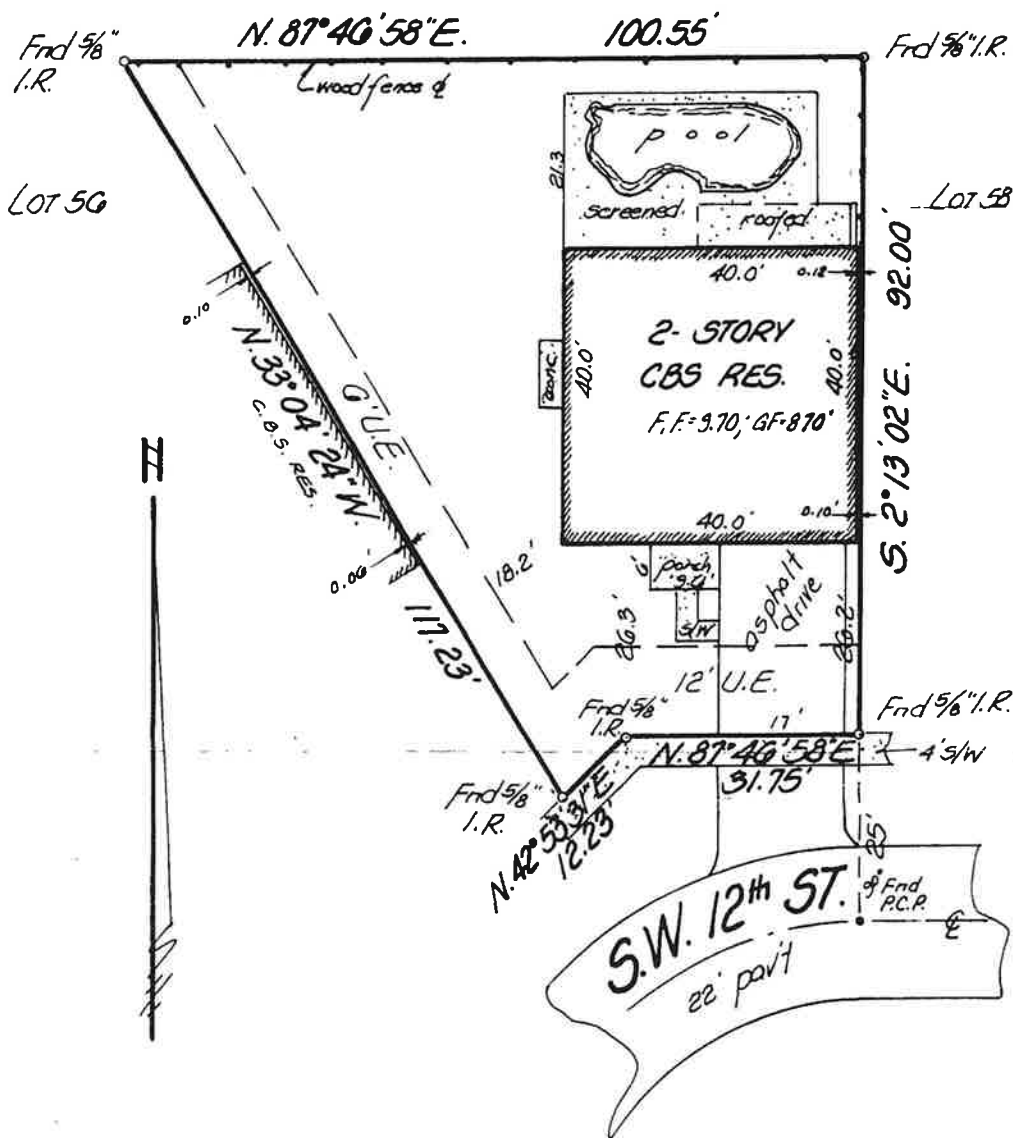 N. 87°46'58"E. 100.55'
Fnd 5/8"
I.R.
Fnd 5/8" I.R.
wood fence ℄
pool
21.3
LOT 56
LOT 58
screened
roofed
40.0'
0.12
92.00'
0.10
2- STORY
CBS RES.
conc.
40.0'
40.0'
F.F.=9.70; GF=8.70'
N. 33°04'24"W.
C.B.S. RES.
6' U.E.
S. 2°13'02"E.
N
40.0'
0.10'
0.06'
18.2'
6'
porch
9.6'
S/W
asphalt
drive
117.23'
26.3'
26.2'
12' U.E.
Fnd 5/8"
I.R.
17'
Fnd 5/8" I.R.
N. 87°46'58"E
31.75'
4' S/W
Fnd 5/8"
I.R.
N. 42°53'31"E
12.23'
25'
S.W. 12th ST.
Fnd
P.C.P.
℄
22' pav't